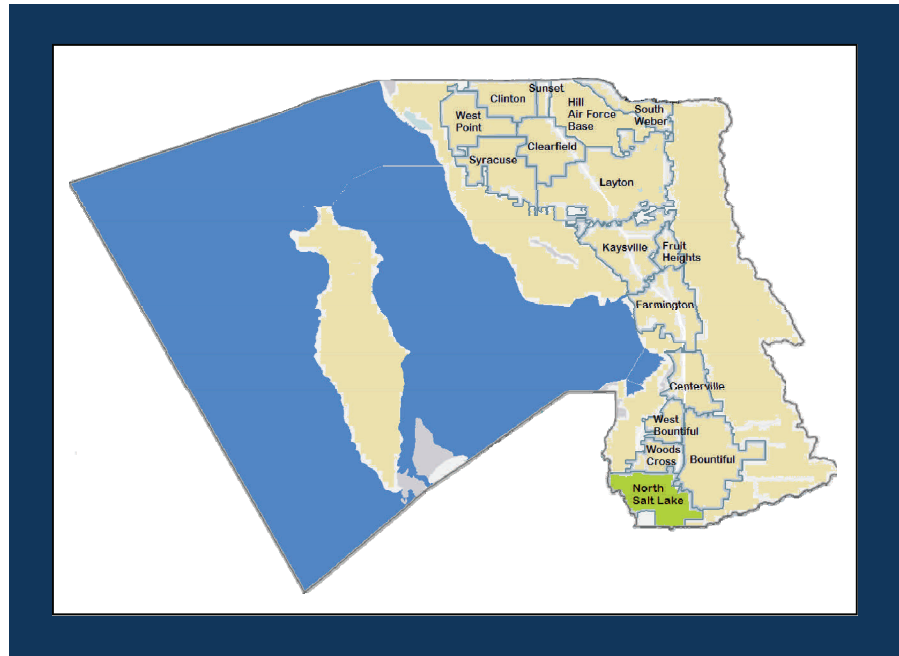 Sunset
Clinton
Hill
Air Force
Base
South
Weber
West
Point
Clearfield
Syracuse
Layton
Kaysville
Fruit
Heights
Farmington
Centerville
West
Bountiful
Woods
Cross
Bountiful
North
Salt Lake